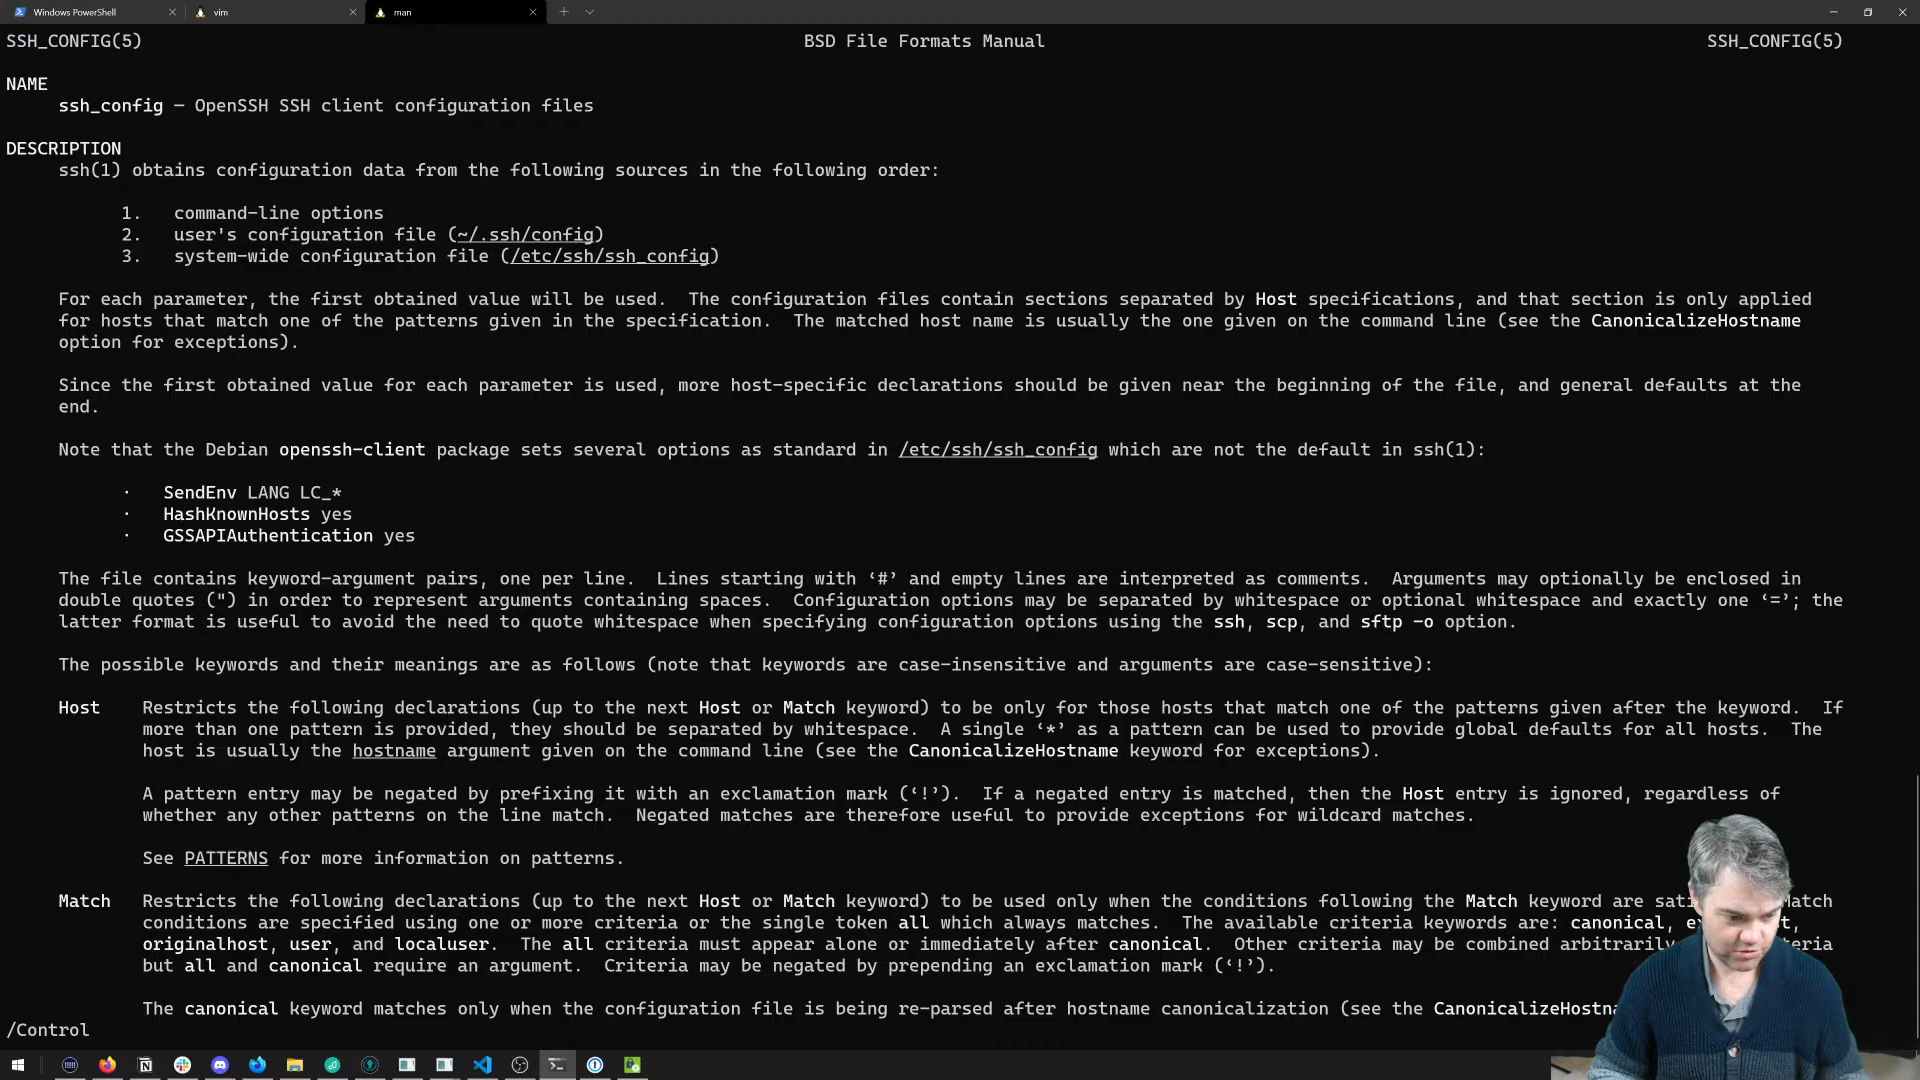 Windows PowerShell
vim
man
SSH_CONFIG(5) BSD File Formats Manual SSH_CONFIG(5)
NAME
ssh_config — OpenSSH SSH client configuration files
DESCRIPTION
ssh(1) obtains configuration data from the following sources in the following order:
1. command-line options
2. user's configuration file (~/.ssh/config)
3. system-wide configuration file (/etc/ssh/ssh_config)
For each parameter, the first obtained value will be used. The configuration files contain sections separated by Host specifications, and that section is only applied
for hosts that match one of the patterns given in the specification. The matched host name is usually the one given on the command line (see the CanonicalizeHostname
option for exceptions).
Since the first obtained value for each parameter is used, more host-specific declarations should be given near the beginning of the file, and general defaults at the
end.
Note that the Debian openssh-client package sets several options as standard in /etc/ssh/ssh_config which are not the default in ssh(1):
· SendEnv LANG LC_*
· HashKnownHosts yes
· GSSAPIAuthentication yes
The file contains keyword-argument pairs, one per line. Lines starting with ‘#’ and empty lines are interpreted as comments. Arguments may optionally be enclosed in
double quotes (") in order to represent arguments containing spaces. Configuration options may be separated by whitespace or optional whitespace and exactly one ‘=’; the
latter format is useful to avoid the need to quote whitespace when specifying configuration options using the ssh, scp, and sftp -o option.
The possible keywords and their meanings are as follows (note that keywords are case-insensitive and arguments are case-sensitive):
Host Restricts the following declarations (up to the next Host or Match keyword) to be only for those hosts that match one of the patterns given after the keyword. If
more than one pattern is provided, they should be separated by whitespace. A single ‘*’ as a pattern can be used to provide global defaults for all hosts. The
host is usually the hostname argument given on the command line (see the CanonicalizeHostname keyword for exceptions).
A pattern entry may be negated by prefixing it with an exclamation mark (‘!’). If a negated entry is matched, then the Host entry is ignored, regardless of
whether any other patterns on the line match. Negated matches are therefore useful to provide exceptions for wildcard matches.
See PATTERNS for more information on patterns.
Match Restricts the following declarations (up to the next Host or Match keyword) to be used only when the conditions following the Match keyword are sati atch
conditions are specified using one or more criteria or the single token all which always matches. The available criteria keywords are: canonical, e t,
originalhost, user, and localuser. The all criteria must appear alone or immediately after canonical. Other criteria may be combined arbitrarily eria
but all and canonical require an argument. Criteria may be negated by prepending an exclamation mark (‘!’).
The canonical keyword matches only when the configuration file is being re-parsed after hostname canonicalization (see the CanonicalizeHostna
/Control